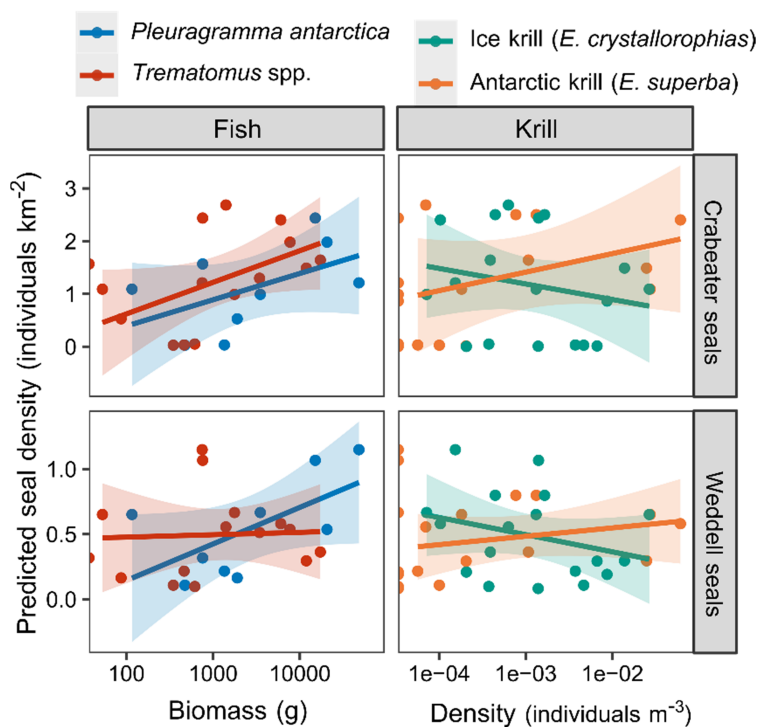 Pleuragramma antarctica
Trematomus spp.
Ice krill (E. crystallorophias)
Antarctic krill (E. superba)
Fish
Krill
Predicted seal density (individuals km⁻²)
3
2
1
0
Crabeater seals
1.0
0.5
0.0
Weddell seals
100
1000
10000
1e-04
1e-03
1e-02
Biomass (g)
Density (individuals m⁻³)